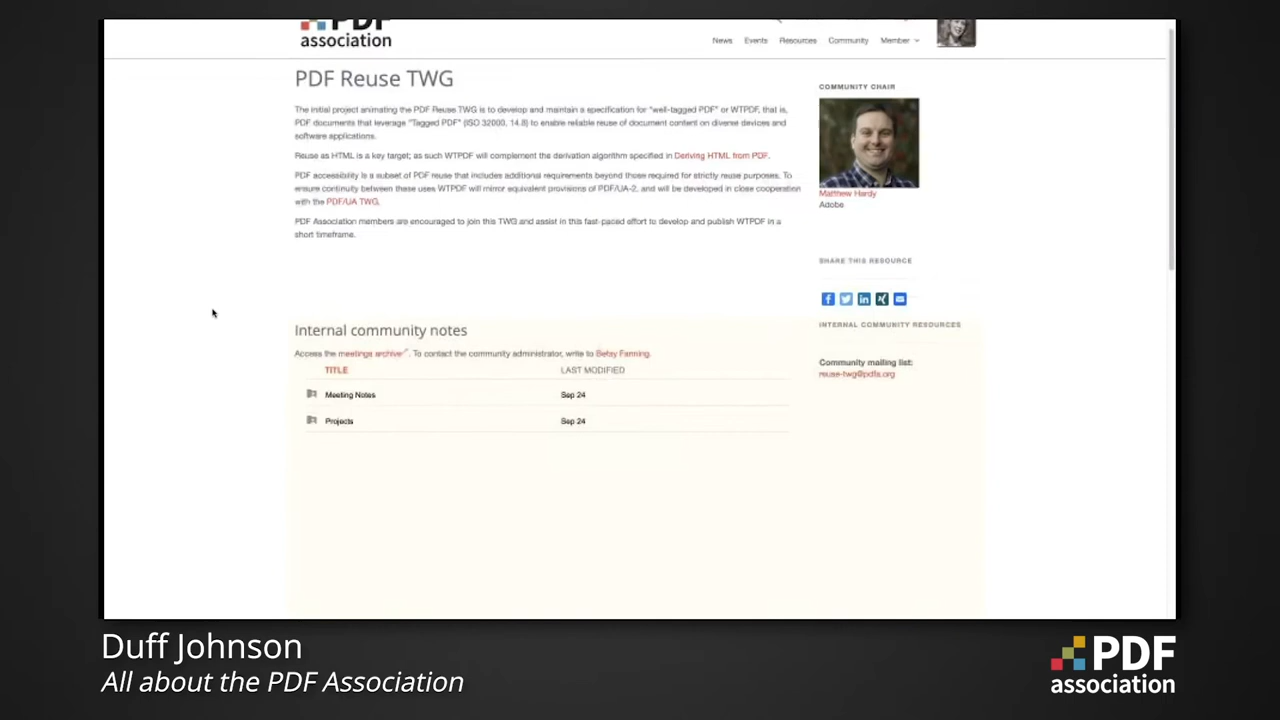 PDF
association
News Events Resources Community Member
PDF Reuse TWG
The initial project animating the PDF Reuse TWG is to develop and maintain a specification for "well-tagged PDF" or WTPDF, that is,
PDF documents that leverage "Tagged PDF" (ISO 32000, 14.8) to enable reliable reuse of document content on diverse devices and
software applications.
Reuse as HTML is a key target; as such WTPDF will complement the derivation algorithm specified in Deriving HTML from PDF.
PDF accessibility is a subset of PDF reuse that includes additional requirements beyond those required for strictly reuse purposes. To
ensure continuity between these uses WTPDF will mirror equivalent provisions of PDF/UA-2, and will be developed in close cooperation
with the PDF/UA TWG.
PDF Association members are encouraged to join this TWG and assist in this fast-paced effort to develop and publish WTPDF in a
short timeframe.
COMMUNITY CHAIR
Matthew Hardy
Adobe
SHARE THIS RESOURCE
INTERNAL COMMUNITY RESOURCES
Community mailing list:
reuse-twg@pdfa.org
Internal community notes
Access the meetings archive. To contact the community administrator, write to Betsy Fanning.
TITLE LAST MODIFIED
Meeting Notes Sep 24
Projects Sep 24
Duff Johnson
All about the PDF Association
PDF
association